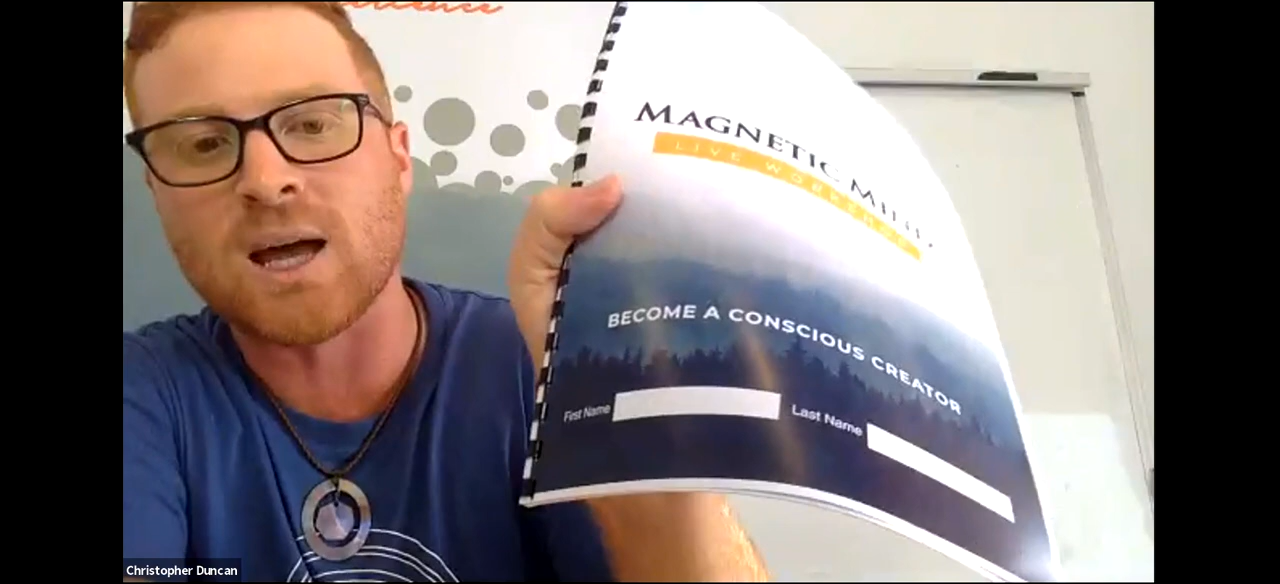 MAGNETIC MIND
LIVE WORKSHOP
BECOME A CONSCIOUS CREATOR
First Name
Last Name
Christopher Duncan